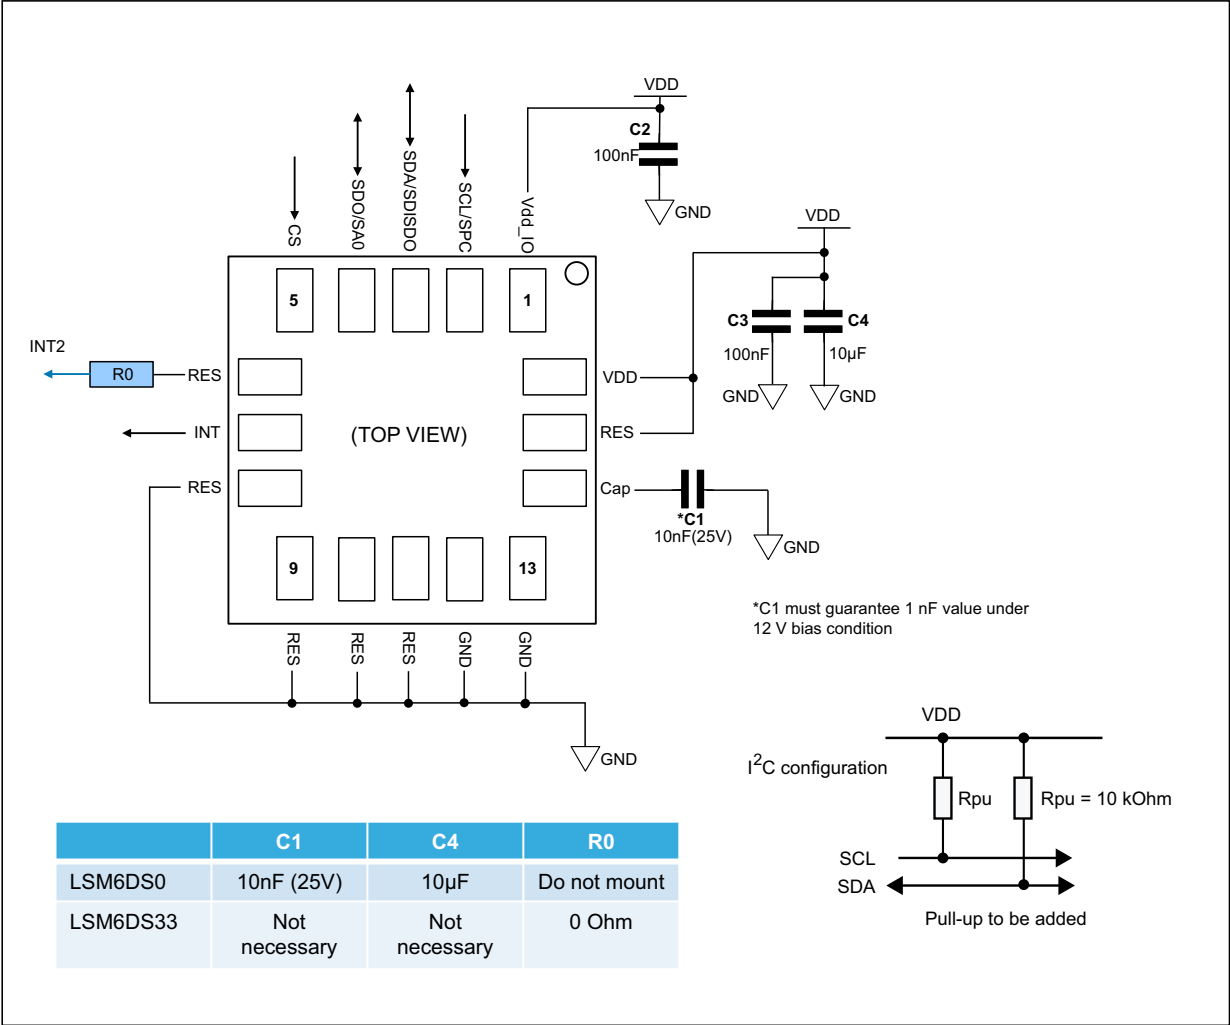 VDD
C2
100nF
GND
CS
SDO/SA0
SDA/SDISDO
SCL/SPC
Vdd_IO
VDD
5
1
C3
C4
100nF
10µF
GND
GND
INT2
R0
RES
VDD
INT
(TOP VIEW)
RES
RES
Cap
*C1
10nF(25V)
GND
9
13
*C1 must guarantee 1 nF value under
12 V bias condition
RES
RES
RES
GND
GND
GND
VDD
I2C configuration
Rpu
Rpu = 10 kOhm
SCL
SDA
Pull-up to be added
C1 C4 R0
LSM6DS0 10nF (25V) 10µF Do not mount
LSM6DS33 Not necessary Not necessary 0 Ohm